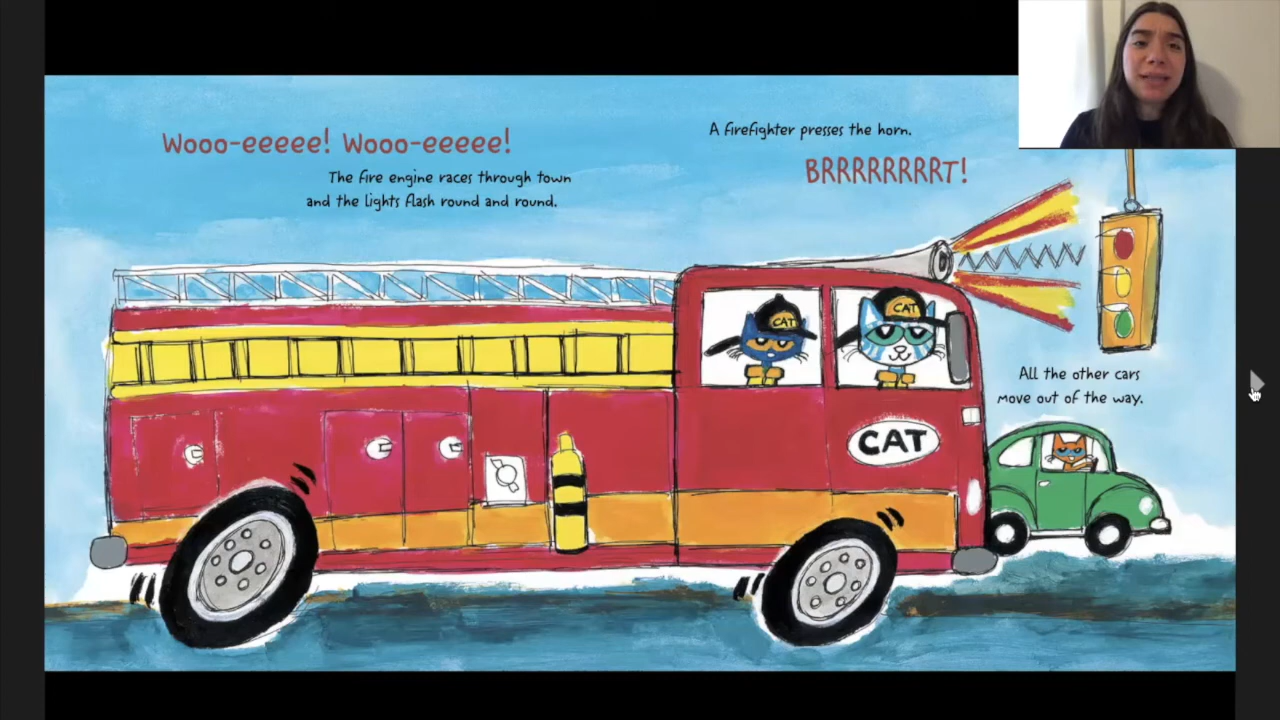 Wooo-eeeee! Wooo-eeeee!
The fire engine races through town
and the lights flash round and round.
A firefighter presses the horn.
BRRRRRRRRT!
CAT
CAT
CAT
All the other cars
move out of the way.